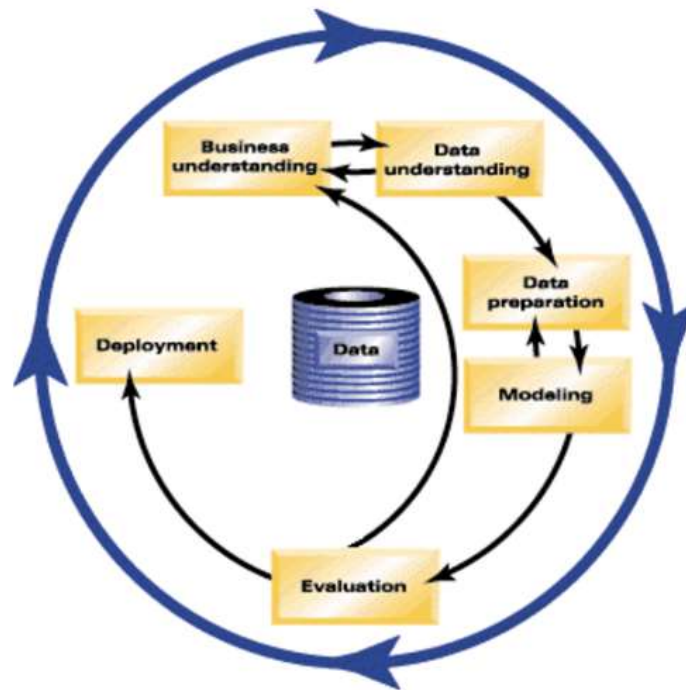 Business
understanding
Data
understanding
Data
preparation
Deployment
Data
Modeling
Evaluation